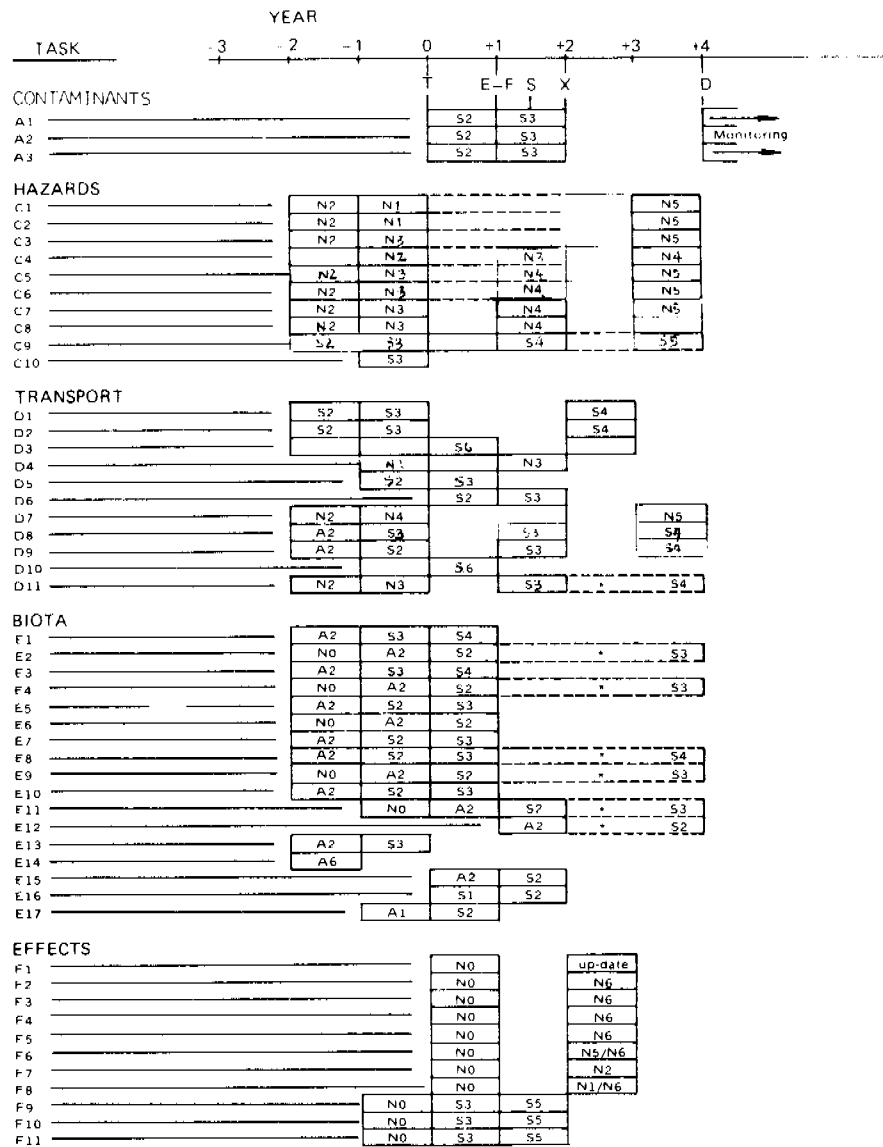 YEAR
TASK -3 -2 -1 0 +1 +2 +3 +4
T E-F S X D
CONTAMINANTS
A1 S2 S3
A2 S2 S3 Monitoring
A3 S2 S3
HAZARDS
C1 N2 N1 N5
C2 N2 N1 N5
C3 N2 N3 N5
C4 N2 N4
C5 N2 N3 N4 N5
C6 N2 N3 N4 N5
C7 N2 N3 N4 N5
C8 N2 N3 N4
C9 S2 S3 S4 S5
C10 S3
TRANSPORT
D1 S2 S3 S4
D2 S2 S3 S4
D3 S6
D4 N1 N3
D5 S2 S3
D6 S2 S3
D7 N2 N4 N5
D8 A2 S3 S3 S4
D9 A2 S2 S3 S4
D10 S6
D11 N2 N3 S3 * S4
BIOTA
E1 A2 S3 S4
E2 N0 A2 S2 * S3
E3 A2 S3 S4
E4 N0 A2 S2 * S3
E5 A2 S2 S3
E6 N0 A2 S2
E7 A2 S2 S3
E8 A2 S2 S3 * S4
E9 N0 A2 S2 * S3
E10 A2 S2 S3
E11 N0 A2 S2 * S3
E12 A2 * S2
E13 A2 S3
E14 A6
E15 A2 S2
E16 S1 S2
E17 A1 S2
EFFECTS
F1 N0 up-date
F2 N0 N6
F3 N0 N6
F4 N0 N6
F5 N0 N6
F6 N0 N5/N6
F7 N0 N2
F8 N0 N1/N6
F9 N0 S3 S5
F10 N0 S3 S5
F11 N0 S3 S5